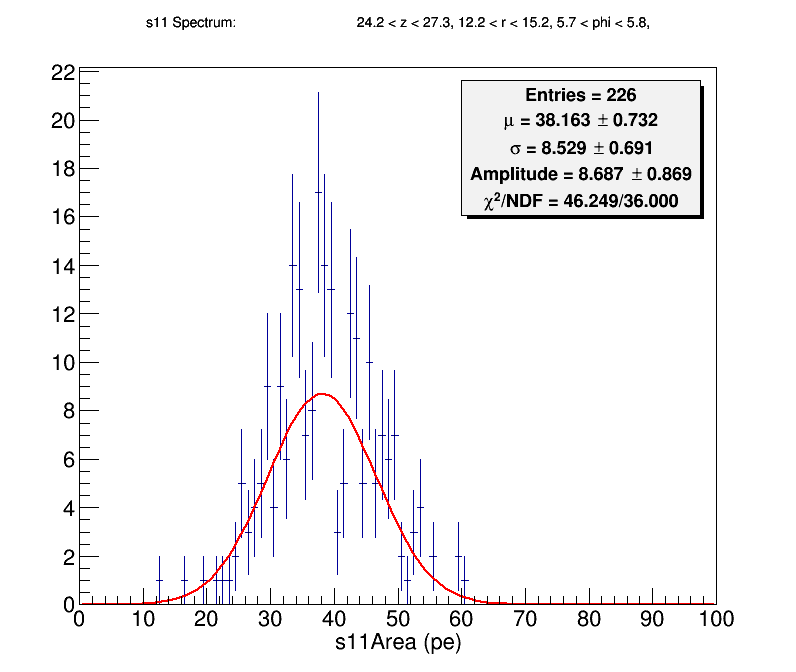 s11 Spectrum: 24.2 < z < 27.3, 12.2 < r < 15.2, 5.7 < phi < 5.8,
Entries = 226
μ = 38.163 ± 0.732
σ = 8.529 ± 0.691
Amplitude = 8.687 ± 0.869
χ²/NDF = 46.249/36.000
22
20
18
16
14
12
10
8
6
4
2
0
0 10 20 30 40 50 60 70 80 90 100
s11Area (pe)